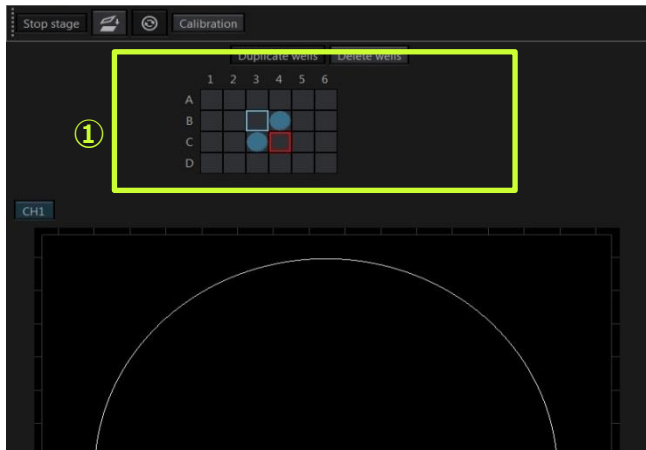 Stop stage Calibration
Duplicate wells Delete wells
1 2 3 4 5 6
A
①
B
C
D
CH1